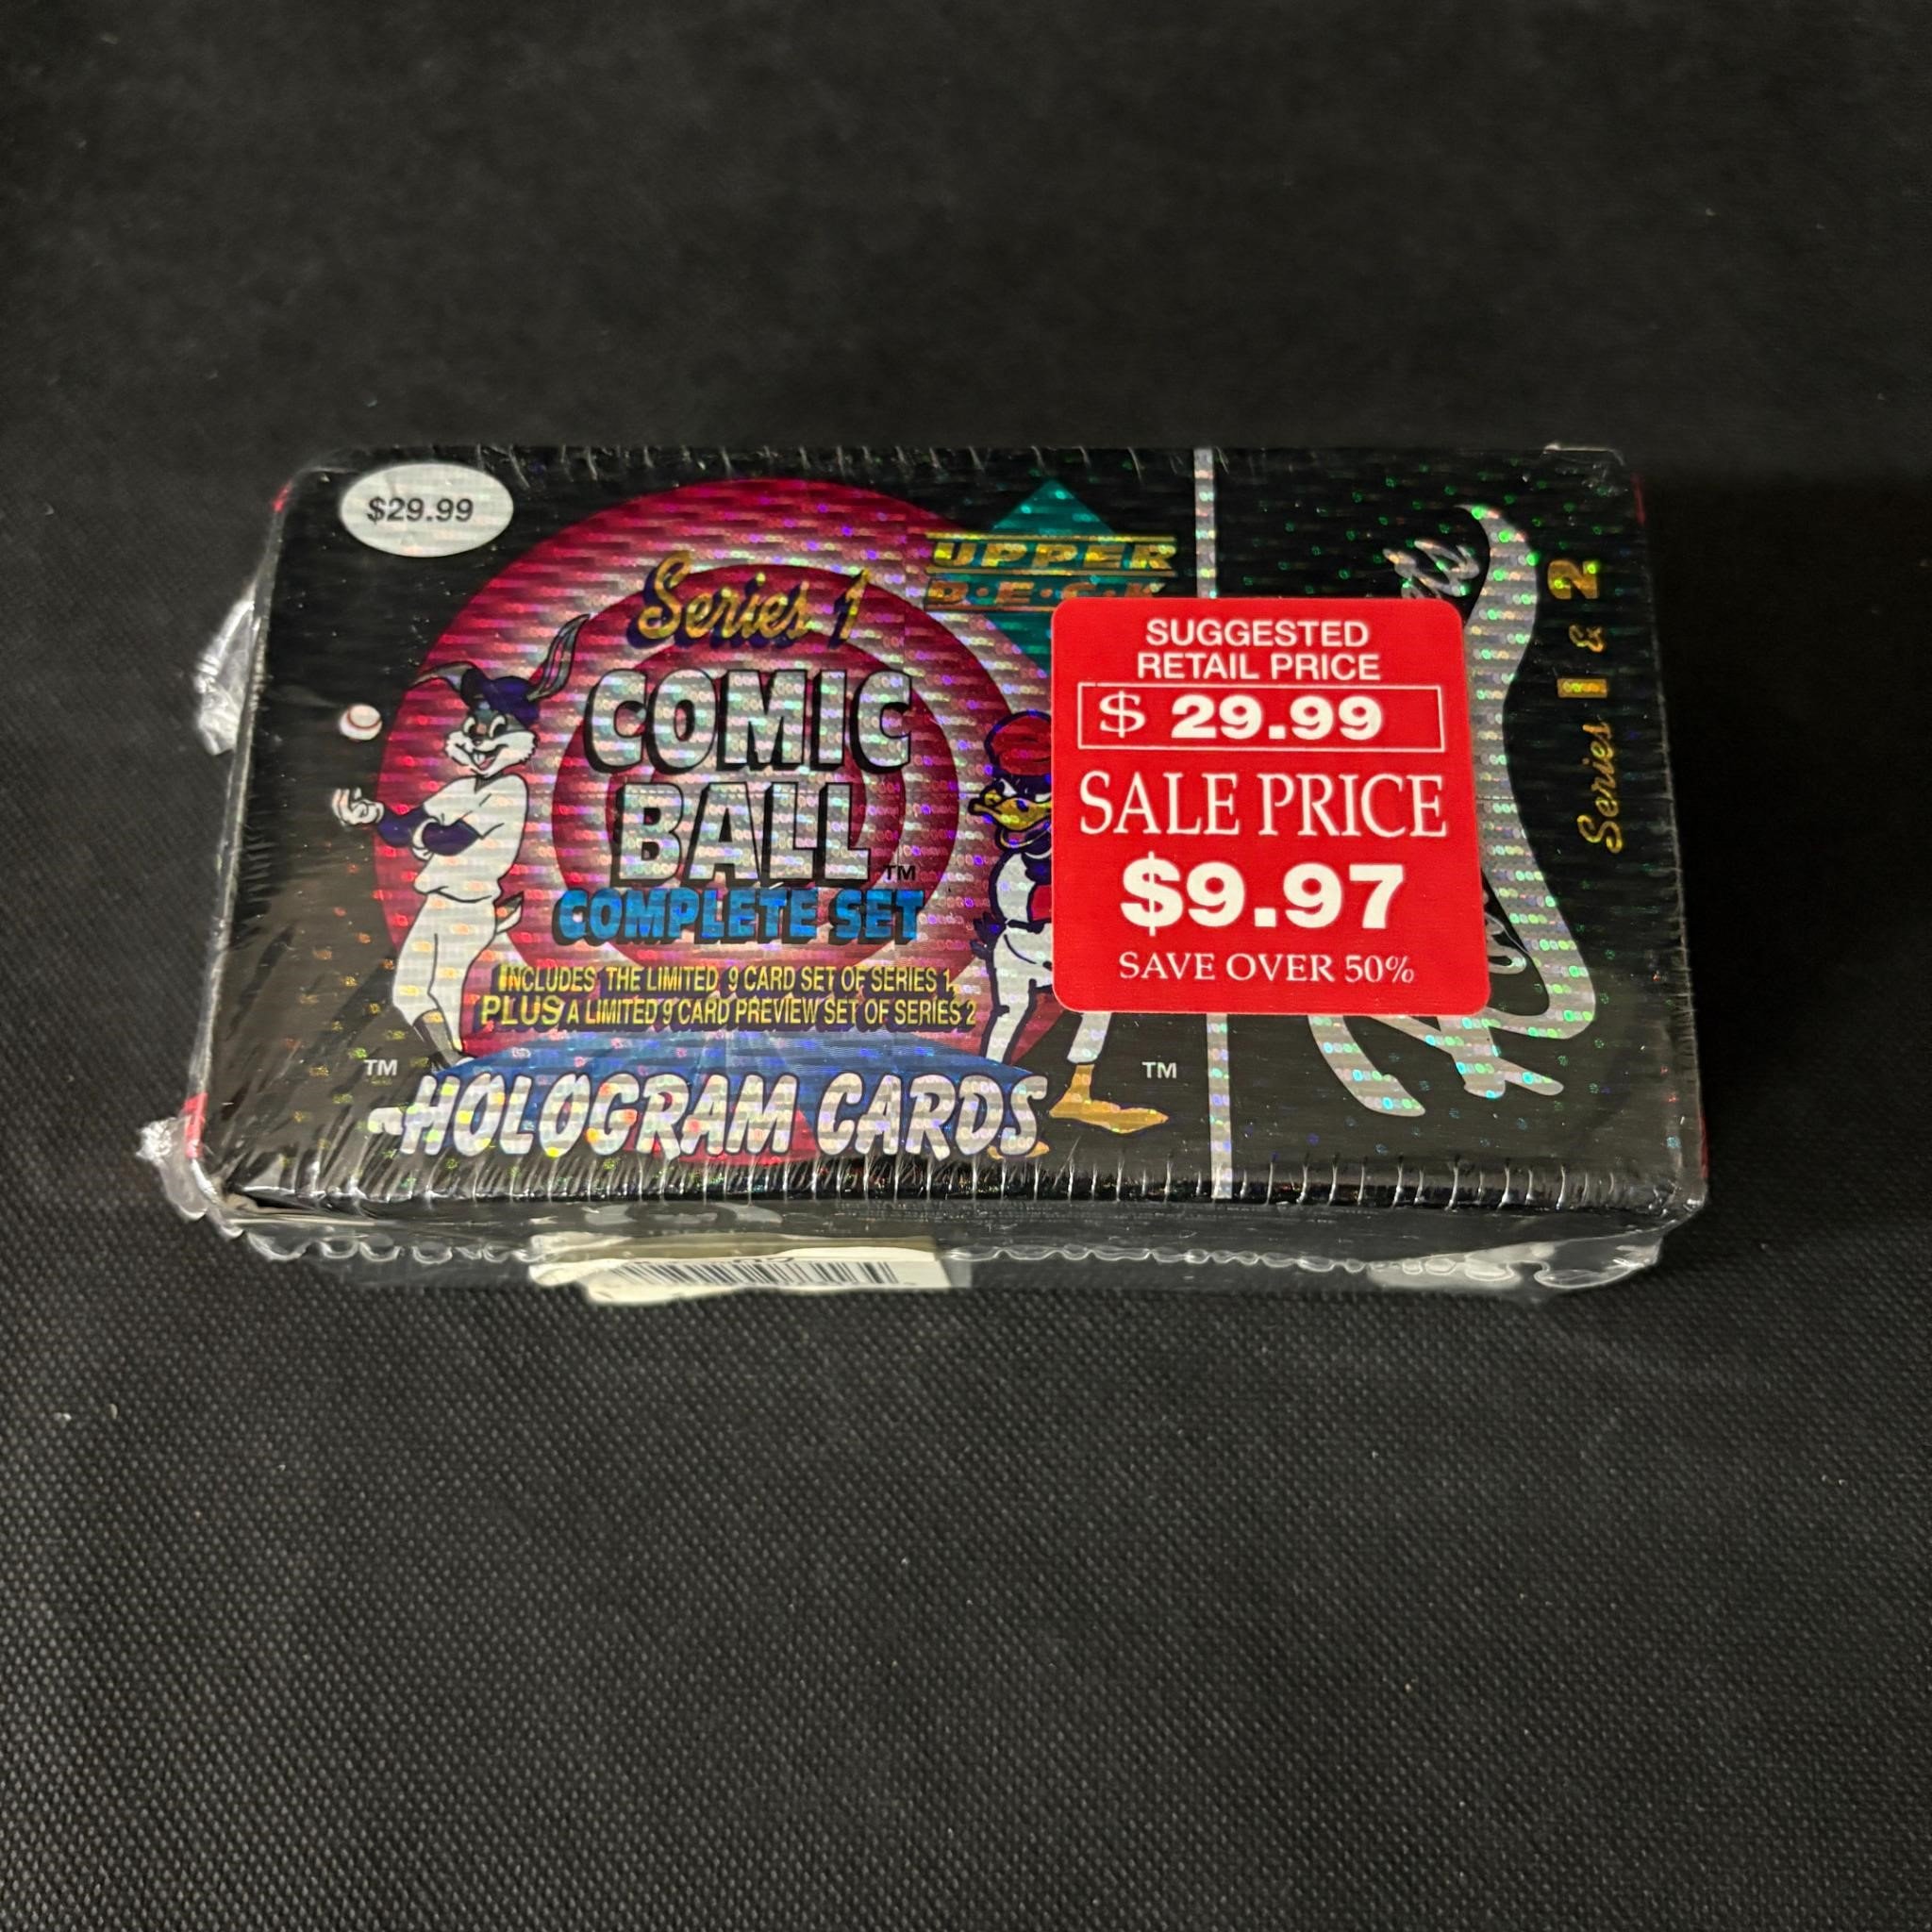 $29.99
UPPER
D·E·C·K
Series 1
COMIC
BALL TM
COMPLETE SET
INCLUDES THE LIMITED 9 CARD SET OF SERIES 1,
PLUS A LIMITED 9 CARD PREVIEW SET OF SERIES 2
TM
TM
HOLOGRAM CARDS
SUGGESTED
RETAIL PRICE
$ 29.99
SALE PRICE
$9.97
SAVE OVER 50%
Series 1 & 2